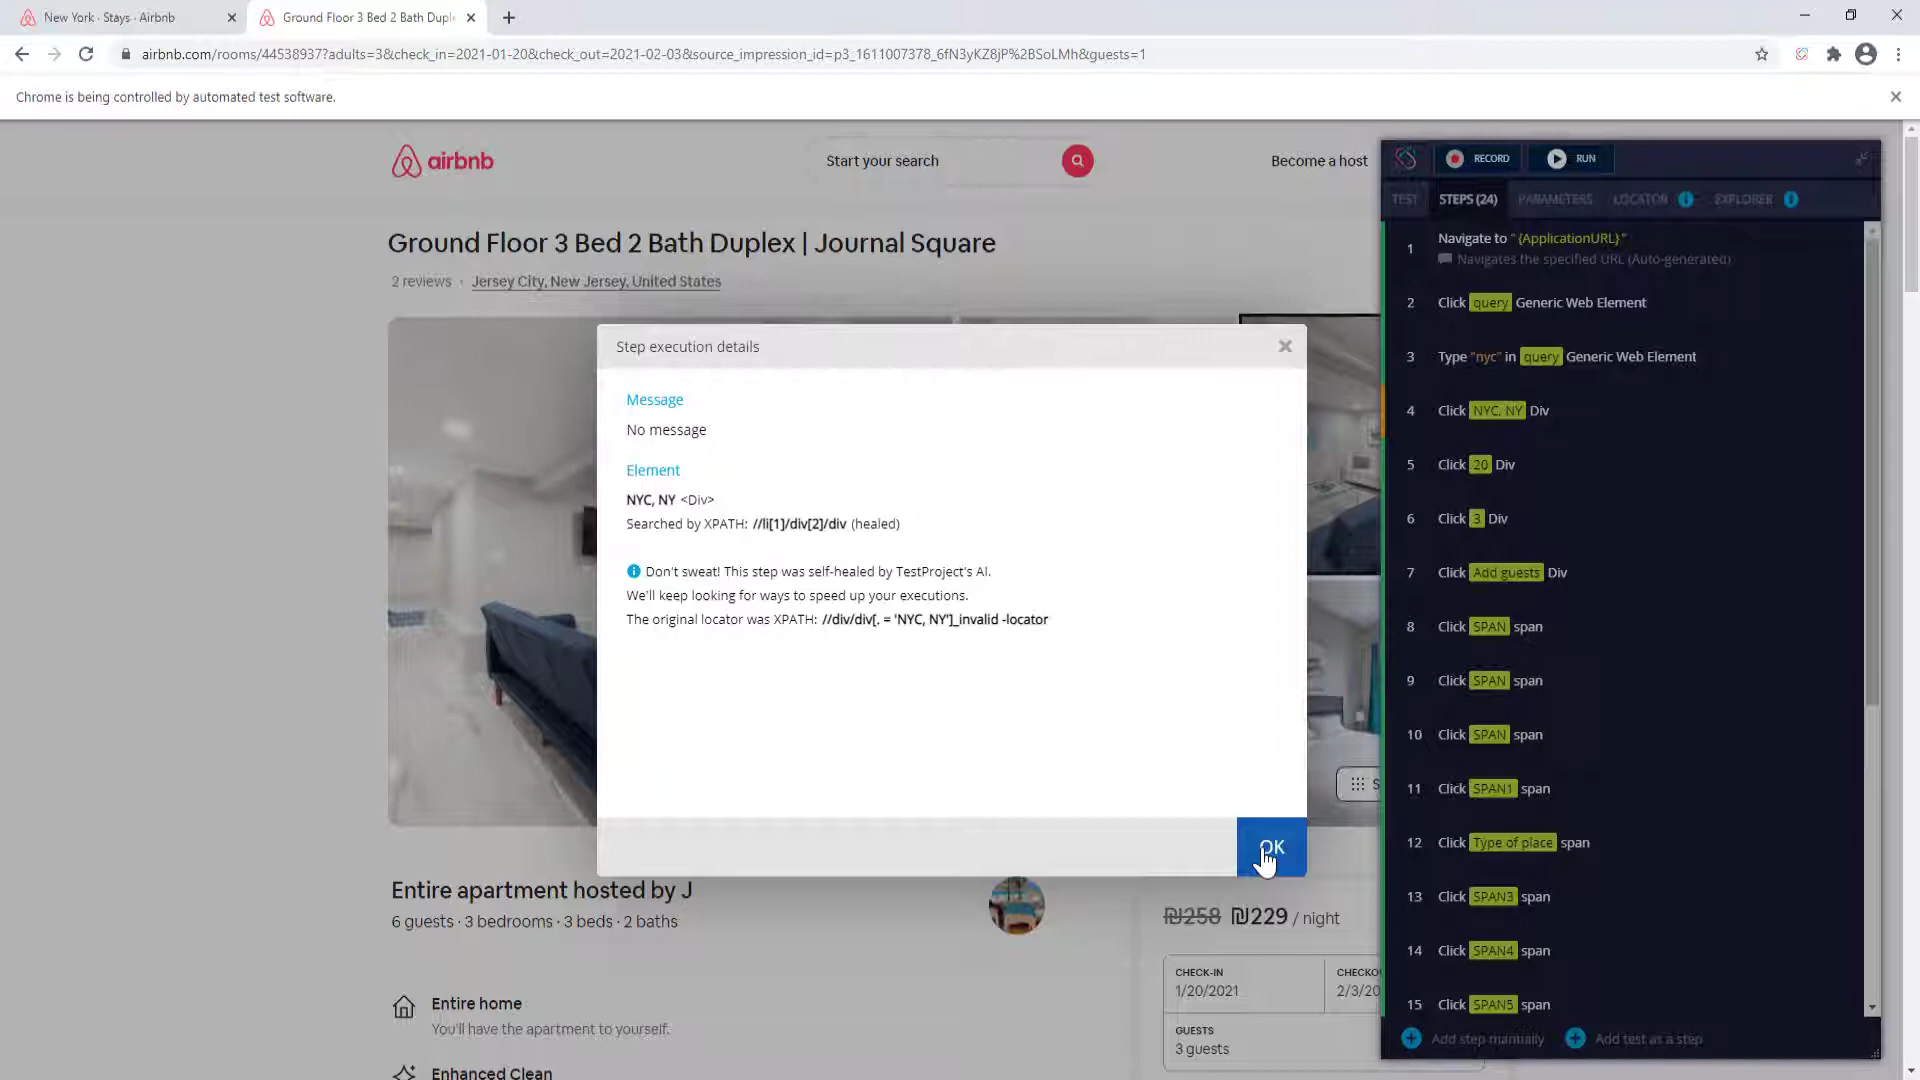 New York · Stays · Airbnb
Ground Floor 3 Bed 2 Bath Duple
airbnb.com/rooms/44538937?adults=3&check_in=2021-01-20&check_out=2021-02-03&source_impression_id=p3_1611007378_6fN3yKZ8jP%2BSoLMh&guests=1
Chrome is being controlled by automated test software.
airbnb
Start your search
Become a host
Ground Floor 3 Bed 2 Bath Duplex | Journal Square
2 reviews · Jersey City, New Jersey, United States
Step execution details
Message
No message
Element
NYC, NY <Div>
Searched by XPATH: //li[1]/div[2]/div (healed)
Don't sweat! This step was self-healed by TestProject's AI.
We'll keep looking for ways to speed up your executions.
The original locator was XPATH: //div/div[. = 'NYC, NY']_invalid -locator
OK
S
Entire apartment hosted by J
6 guests · 3 bedrooms · 3 beds · 2 baths
Entire home
You'll have the apartment to yourself.
Enhanced Clean
₪258 ₪229 / night
CHECK-IN
1/20/2021
CHECKO
2/3/20
GUESTS
3 guests
RECORD
RUN
TEST
STEPS (24)
PARAMETERS
LOCATOR
EXPLORER
1 Navigate to "{ApplicationURL}"
Navigates the specified URL (Auto-generated)
2 Click query Generic Web Element
3 Type "nyc" in query Generic Web Element
4 Click NYC, NY Div
5 Click 20 Div
6 Click 3 Div
7 Click Add guests Div
8 Click SPAN span
9 Click SPAN span
10 Click SPAN span
11 Click SPAN1 span
12 Click Type of place span
13 Click SPAN3 span
14 Click SPAN4 span
15 Click SPAN5 span
Add step manually
Add test as a step